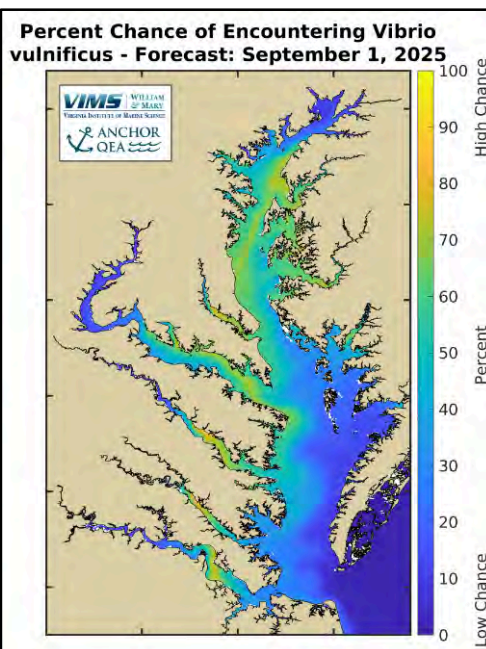 Percent Chance of Encountering Vibrio
vulnificus - Forecast: September 1, 2025
VIMS
WILLIAM
& MARY
VIRGINIA INSTITUTE OF MARINE SCIENCE
ANCHOR
QEA
100
90
80
70
60
50
40
30
20
10
0
High Chance
Percent
Low Chance